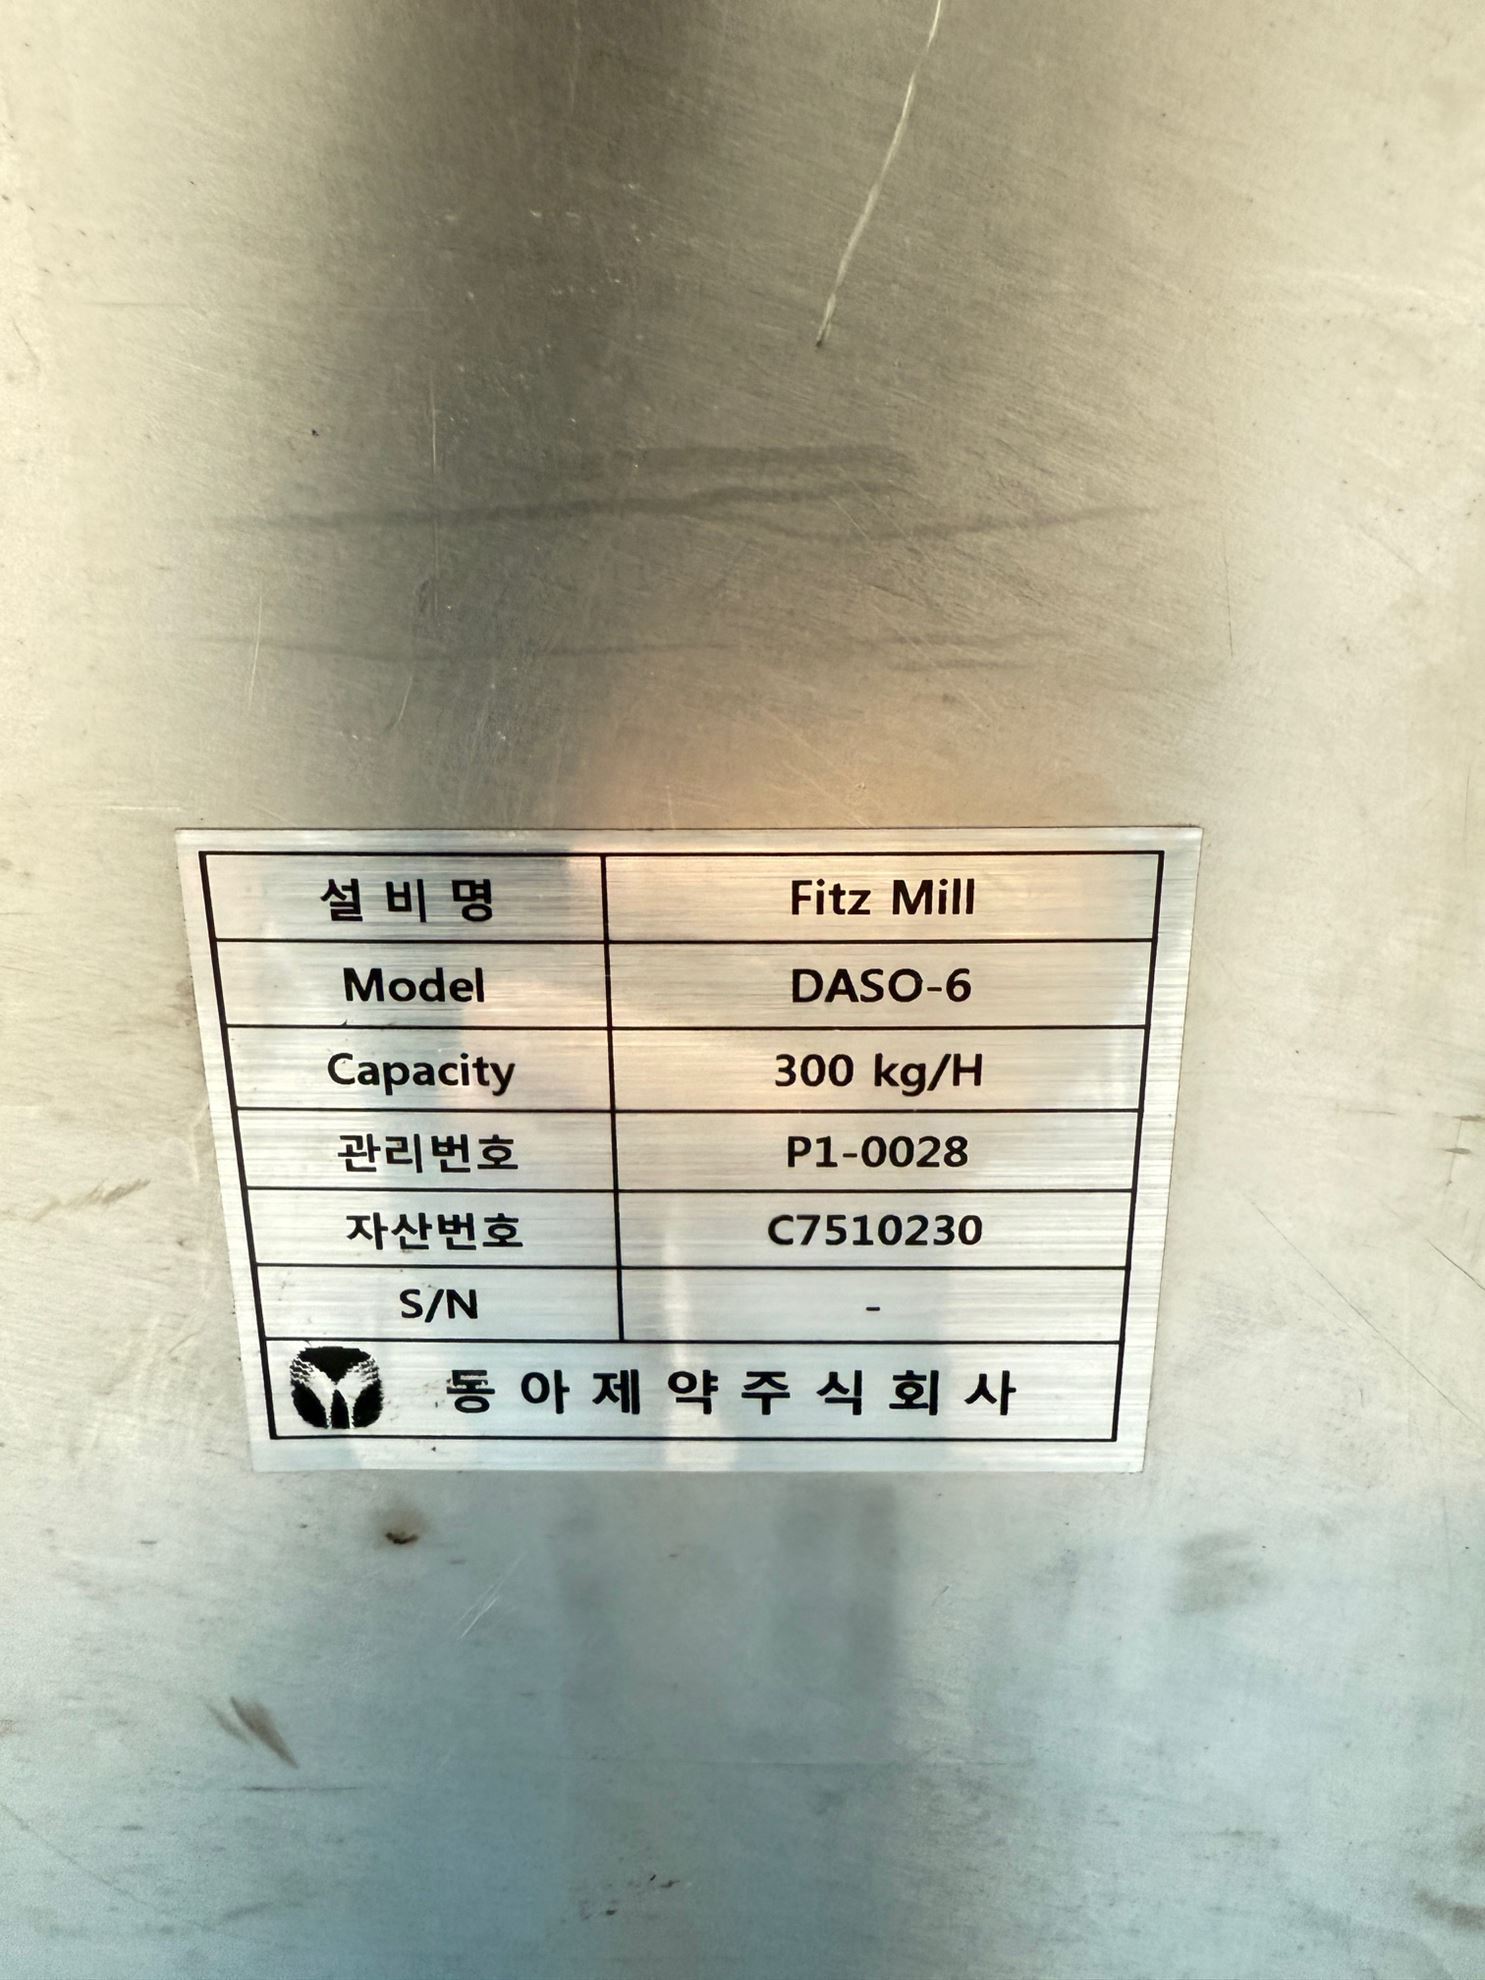 설 비 명 Fitz Mill
Model DASO-6
Capacity 300 kg/H
관리번호 P1-0028
자산번호 C7510230
S/N -
동 아 제 약 주 식 회 사